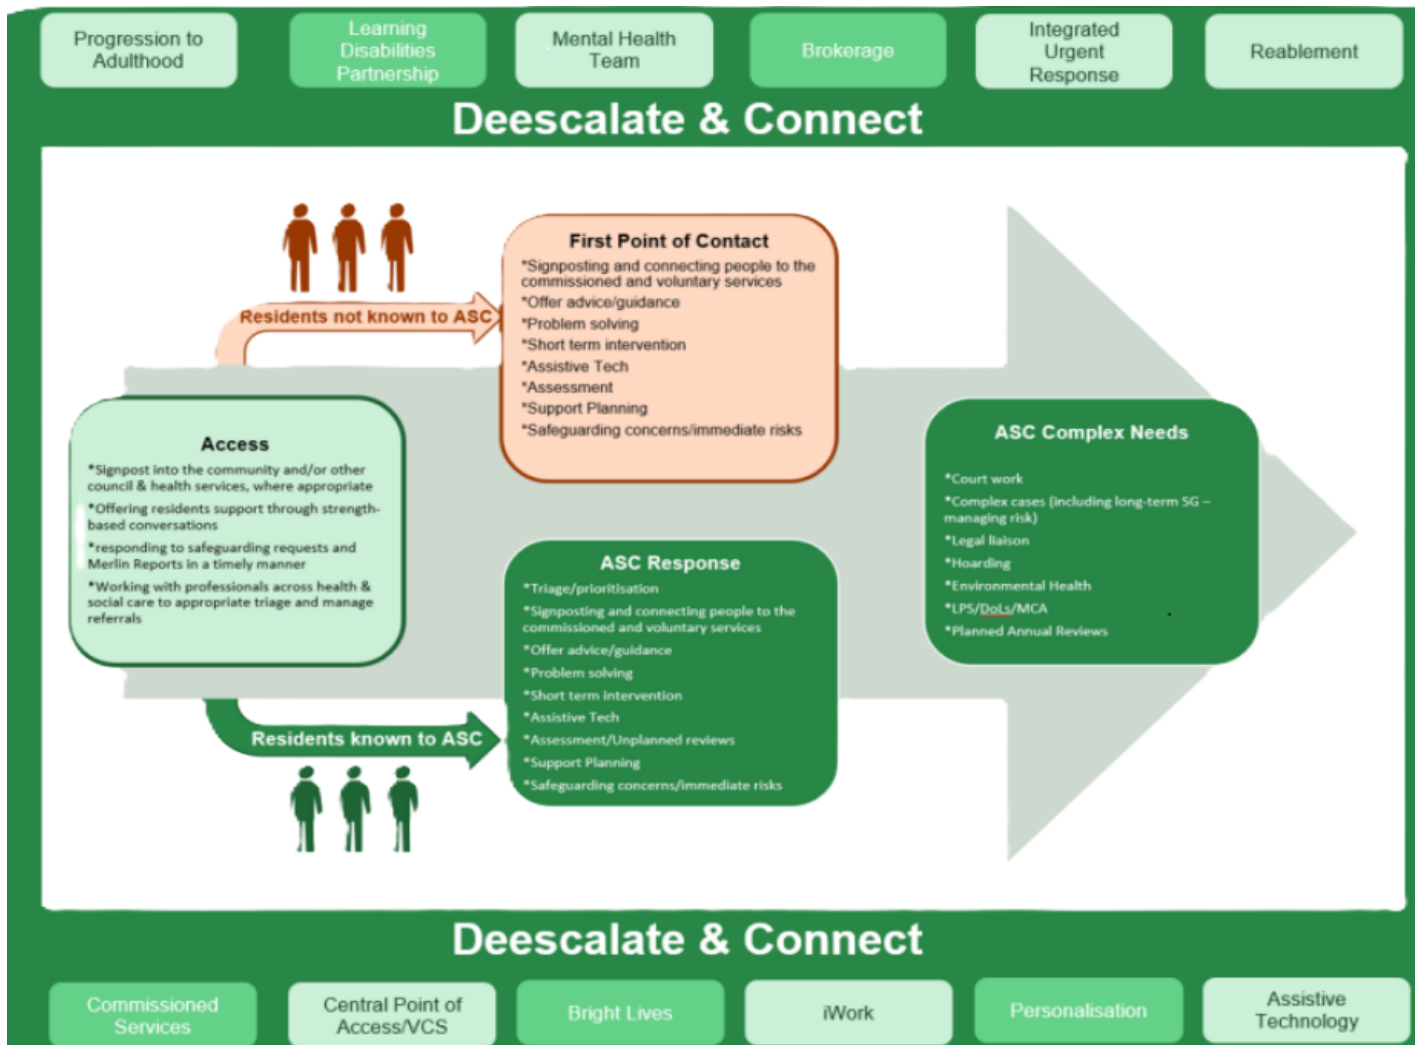 Progression to
Adulthood
Learning
Disabilities
Partnership
Mental Health
Team
Brokerage
Integrated
Urgent
Response
Reablement
Deescalate & Connect
Residents not known to ASC
First Point of Contact
*Signposting and connecting people to the
commissioned and voluntary services
*Offer advice/guidance
*Problem solving
*Short term intervention
*Assistive Tech
*Assessment
*Support Planning
*Safeguarding concerns/immediate risks
Access
*Signpost into the community and/or other
council & health services, where appropriate
*Offering residents support through strength-
based conversations
*responding to safeguarding requests and
Merlin Reports in a timely manner
*Working with professionals across health &
social care to appropriate triage and manage
referrals
Residents known to ASC
ASC Response
*Triage/prioritisation
*Signposting and connecting people to the
commissioned and voluntary services
*Offer advice/guidance
*Problem solving
*Short term intervention
*Assistive Tech
*Assessment/Unplanned reviews
*Support Planning
*Safeguarding concerns/immediate risks
ASC Complex Needs
*Court work
*Complex cases (including long-term SG –
managing risk)
*Legal liaison
*Hoarding
*Environmental Health
*LPS/DoLs/MCA
*Planned Annual Reviews
Deescalate & Connect
Commissioned
Services
Central Point of
Access/VCS
Bright Lives
iWork
Personalisation
Assistive
Technology